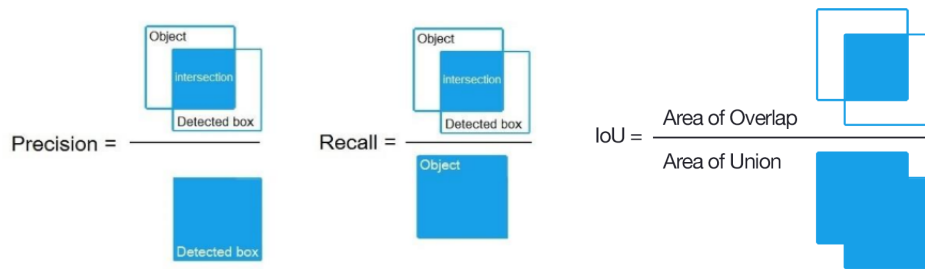 Object
intersection
Detected box
Precision =
Detected box
Object
intersection
Detected box
Recall =
Object
IoU =
Area of Overlap
Area of Union